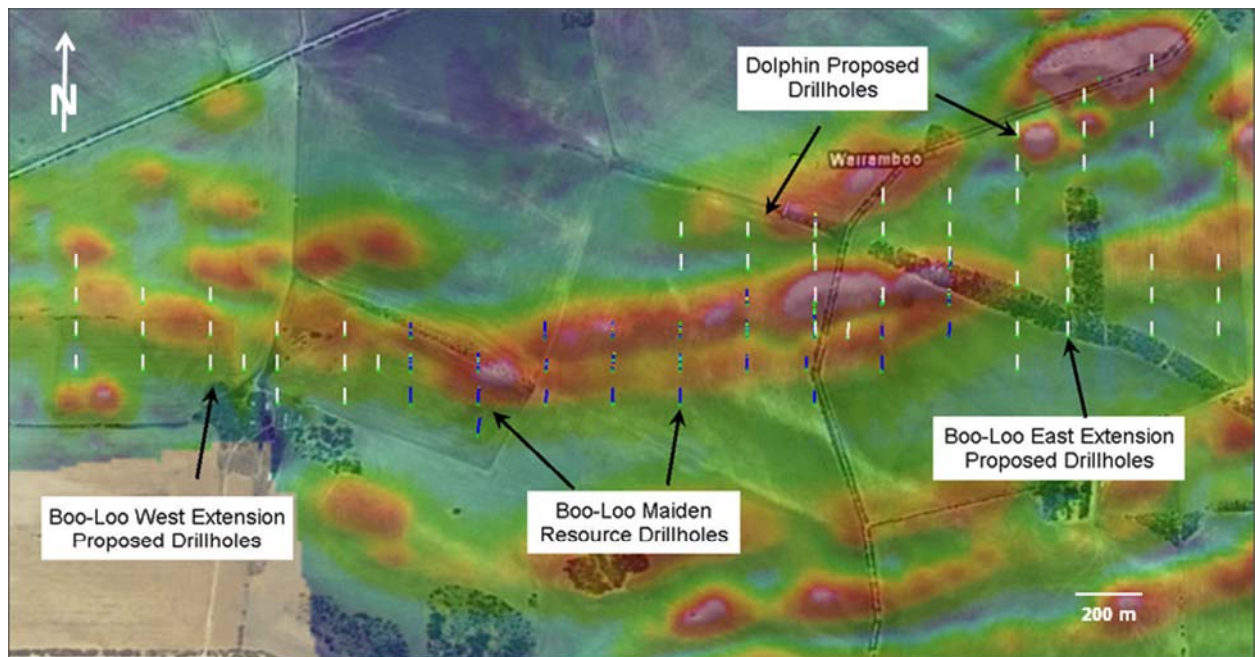 N
Dolphin Proposed
Drillholes
Warramboo
Boo-Loo East Extension
Proposed Drillholes
Boo-Loo West Extension
Proposed Drillholes
Boo-Loo Maiden
Resource Drillholes
200 m